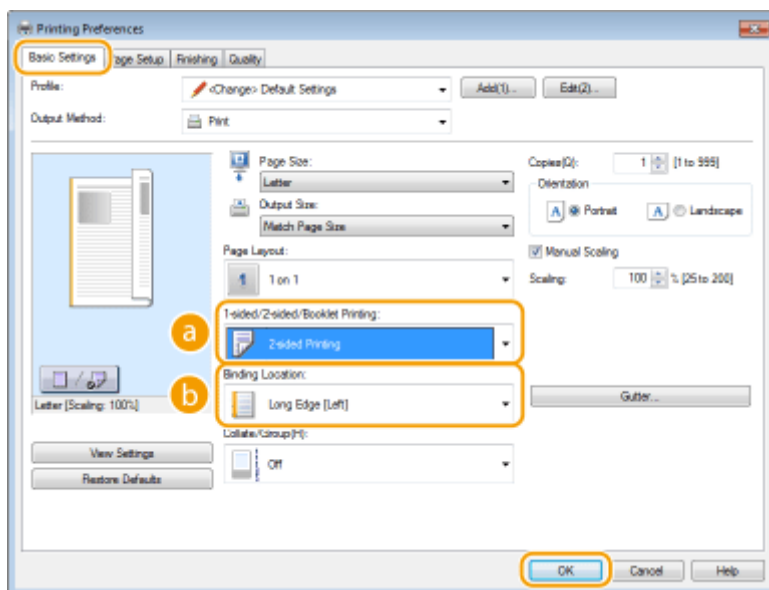 Printing Preferences
Basic Settings Page Setup Finishing Quality
Profile: <Change> Default Settings Add(1)... Edit(2)...
Output Method: Print
Page Size:
Letter
Output Size:
Match Page Size
Page Layout:
1 1 on 1
a 1-sided/2-sided/Booklet Printing:
2-sided Printing
b Binding Location:
Long Edge [Left]
Collate/Group(H):
Off
Copies(Q): 1 [1 to 999]
Orientation
A Portrait A Landscape
Manual Scaling
Scaling: 100 % [25 to 200]
Gutter...
Letter [Scaling: 100%]
View Settings
Restore Defaults
OK Cancel Help